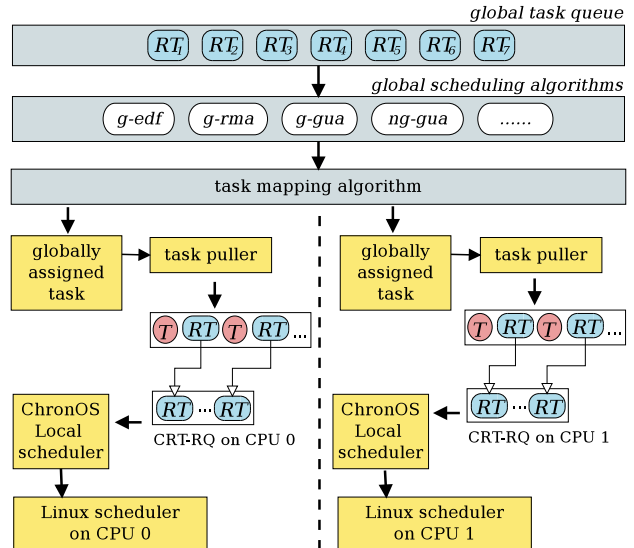 global task queue
RT1 RT2 RT3 RT4 RT5 RT6 RT7
global scheduling algorithms
g-edf g-rma g-gua ng-gua ......
task mapping algorithm
globally
assigned
task
task puller
T RT T RT ...
RT ... RT
CRT-RQ on CPU 0
ChronOS
Local
scheduler
Linux scheduler
on CPU 0
globally
assigned
task
task puller
T RT T RT ...
RT ... RT
CRT-RQ on CPU 1
ChronOS
Local
scheduler
Linux scheduler
on CPU 1